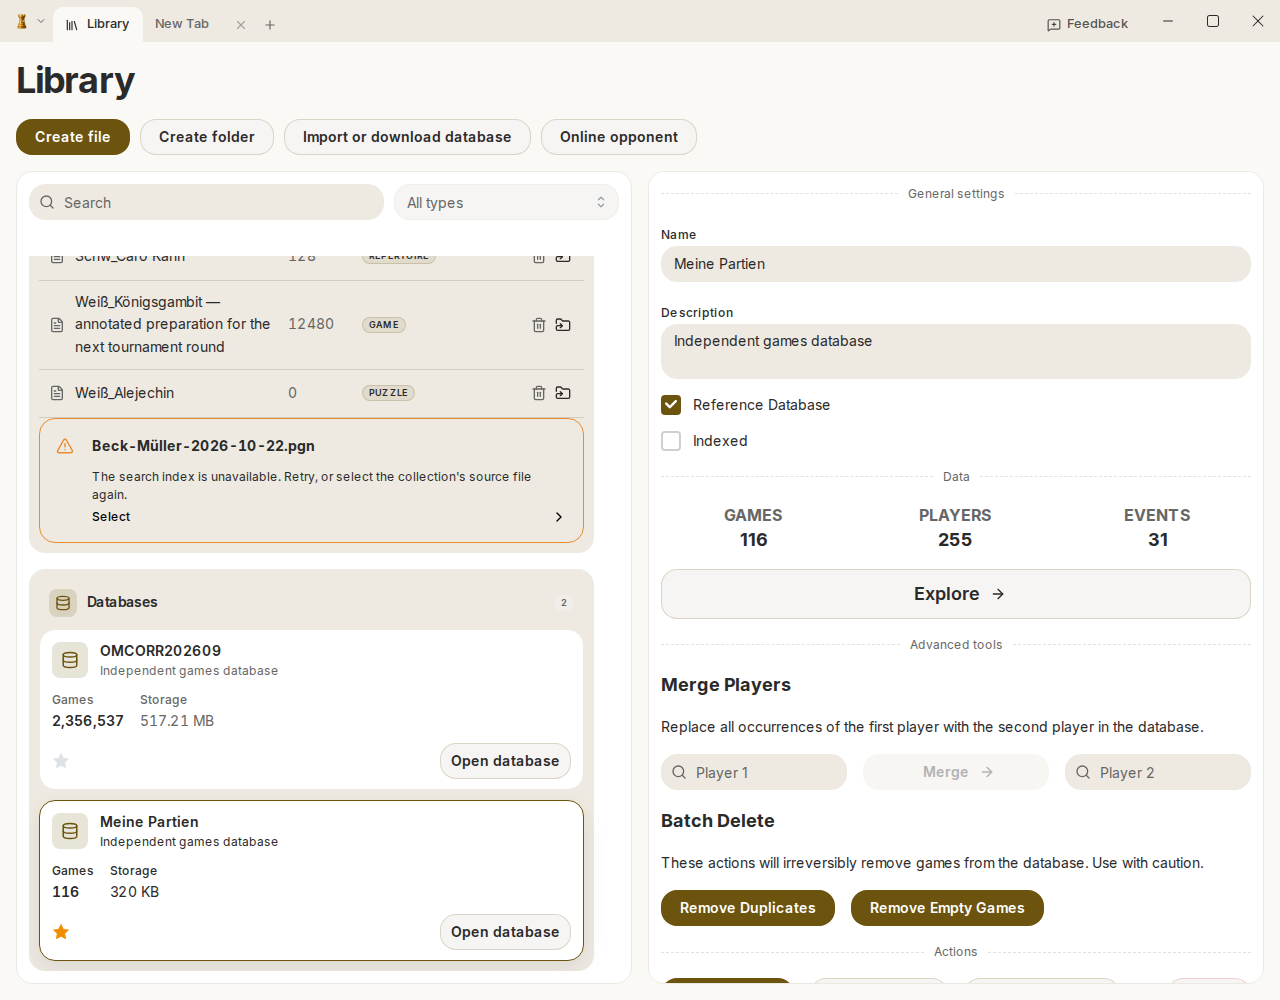 Library
New Tab
Feedback
Library
Create file
Create folder
Import or download database
Online opponent
Search
All types
Schw_Caro Kann
128
REPERTOIRE
Weiß_Königsgambit —
annotated preparation for the
next tournament round
12480
GAME
Weiß_Alejechin
0
PUZZLE
Beck-Müller-2026-10-22.pgn
The search index is unavailable. Retry, or select the collection's source file
again.
Select
Databases
2
OMCORR202609
Independent games database
Games
Storage
2,356,537
517.21 MB
Open database
Meine Partien
Independent games database
Games
Storage
116
320 KB
Open database
General settings
Name
Meine Partien
Description
Independent games database
Reference Database
Indexed
Data
GAMES
PLAYERS
EVENTS
116
255
31
Explore
Advanced tools
Merge Players
Replace all occurrences of the first player with the second player in the database.
Player 1
Merge
Player 2
Batch Delete
These actions will irreversibly remove games from the database. Use with caution.
Remove Duplicates
Remove Empty Games
Actions